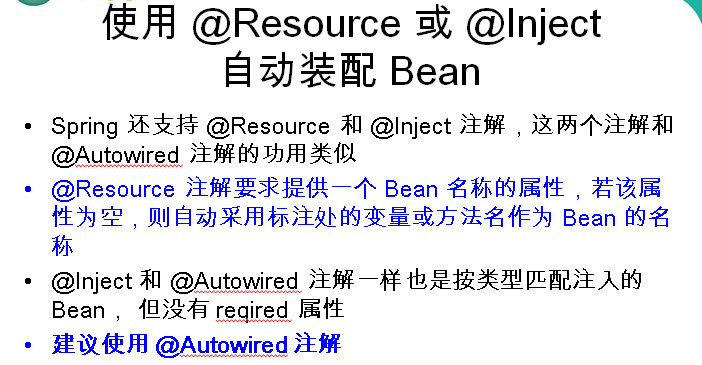 使用 @Resource 或 @Inject
自动装配 Bean
• Spring 还支持 @Resource 和 @Inject 注解，这两个注解和
@Autowired 注解的功用类似
• @Resource 注解要求提供一个 Bean 名称的属性，若该属
性为空，则自动采用标注处的变量或方法名作为 Bean 的名
称
• @Inject 和 @Autowired 注解一样也是按类型匹配注入的
Bean， 但没有 reqired 属性
• 建议使用 @Autowired 注解